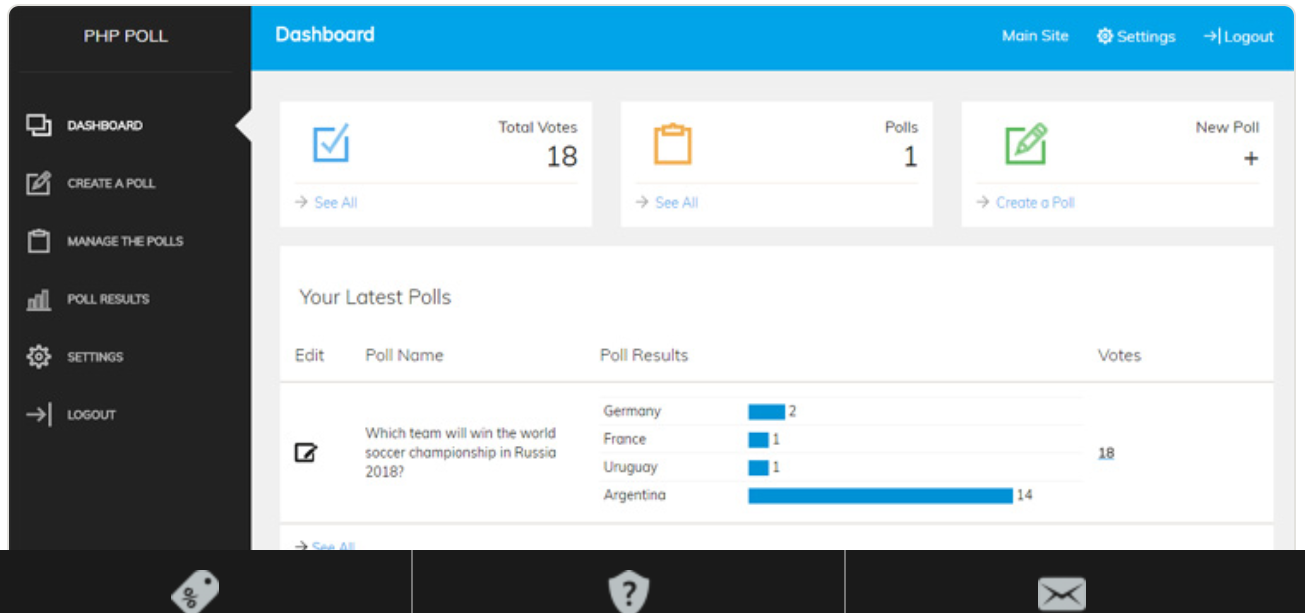 PHP POLL
Dashboard
Main Site
Settings
Logout
DASHBOARD
CREATE A POLL
MANAGE THE POLLS
POLL RESULTS
SETTINGS
LOGOUT
Total Votes
18
See All
Polls
1
See All
New Poll
+
Create a Poll
Your Latest Polls
Edit Poll Name Poll Results Votes
Which team will win the world
soccer championship in Russia
2018?
Germany 2
France 1
Uruguay 1
Argentina 14
18
See All
%
?